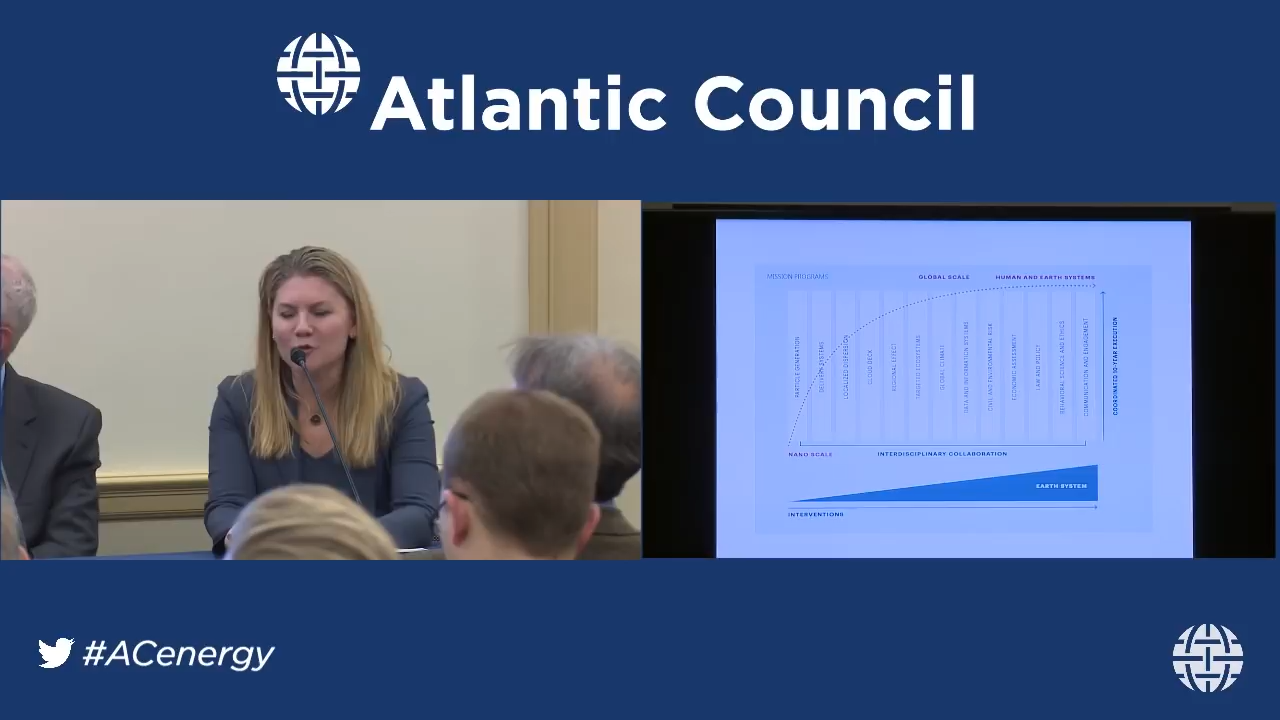 Atlantic Council
MISSION PROGRAMS
GLOBAL SCALE
HUMAN AND EARTH SYSTEMS
PARTICLE GENERATION
DELIVERY SYSTEMS
LOCALIZED DISPERSION
CLOUD DECK
REGIONAL EFFECT
TARGETED ECOSYSTEMS
GLOBAL CLIMATE
DATA AND INFORMATION SYSTEMS
CIVIL AND ENVIRONMENTAL RISK
ECONOMIC ASSESSMENT
LAW AND POLICY
BEHAVIORAL SCIENCE AND ETHICS
COMMUNICATION AND ENGAGEMENT
COORDINATED 10-YEAR EXECUTION
NANO SCALE
INTERDISCIPLINARY COLLABORATION
EARTH SYSTEM
INTERVENTIONS
#ACenergy